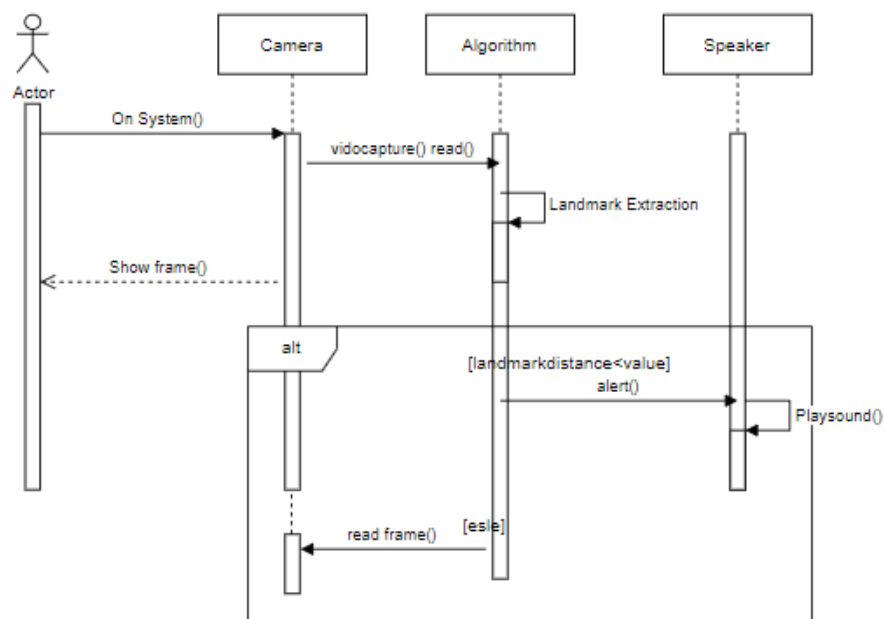 Camera
Algorithm
Speaker
Actor
On System()
vidocapture() read()
Landmark Extraction
Show frame()
alt
[landmarkdistance<value]
alert()
Playsound()
[esle]
read frame()